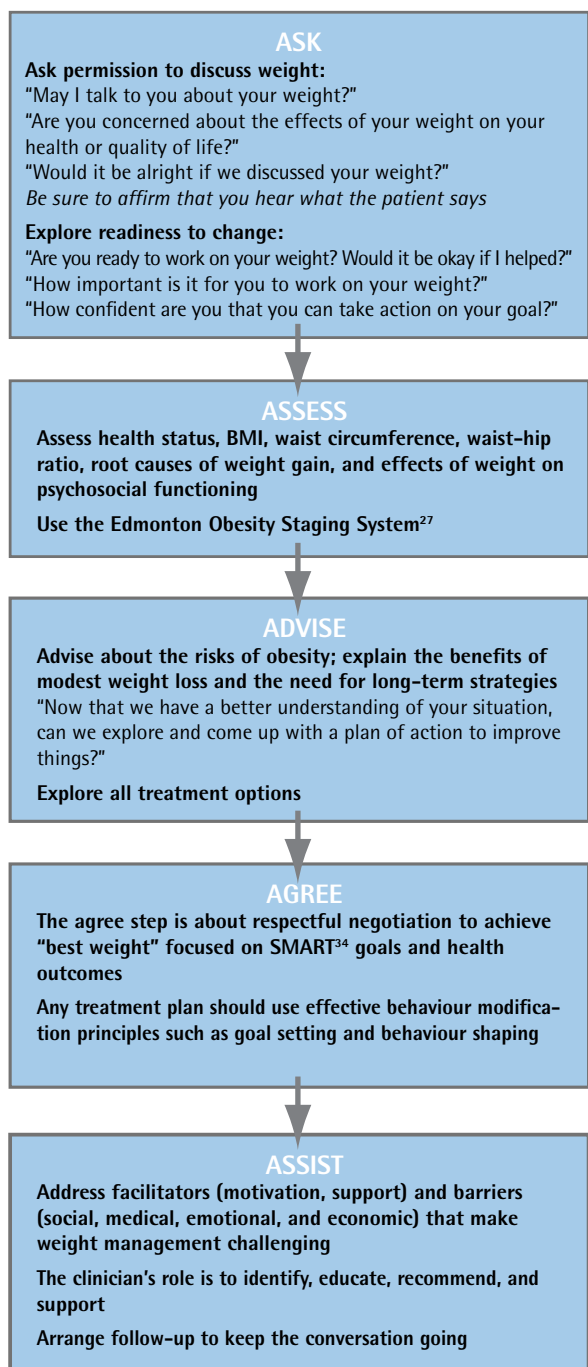 ASK
Ask permission to discuss weight:
“May I talk to you about your weight?”
“Are you concerned about the effects of your weight on your
health or quality of life?”
“Would it be alright if we discussed your weight?”
Be sure to affirm that you hear what the patient says
Explore readiness to change:
“Are you ready to work on your weight? Would it be okay if I helped?”
“How important is it for you to work on your weight?”
“How confident are you that you can take action on your goal?”
ASSESS
Assess health status, BMI, waist circumference, waist-hip
ratio, root causes of weight gain, and effects of weight on
psychosocial functioning
Use the Edmonton Obesity Staging System²⁷
ADVISE
Advise about the risks of obesity; explain the benefits of
modest weight loss and the need for long-term strategies
“Now that we have a better understanding of your situation,
can we explore and come up with a plan of action to improve
things?”
Explore all treatment options
AGREE
The agree step is about respectful negotiation to achieve
“best weight” focused on SMART³⁴ goals and health
outcomes
Any treatment plan should use effective behaviour modifica-
tion principles such as goal setting and behaviour shaping
ASSIST
Address facilitators (motivation, support) and barriers
(social, medical, emotional, and economic) that make
weight management challenging
The clinician’s role is to identify, educate, recommend, and
support
Arrange follow-up to keep the conversation going